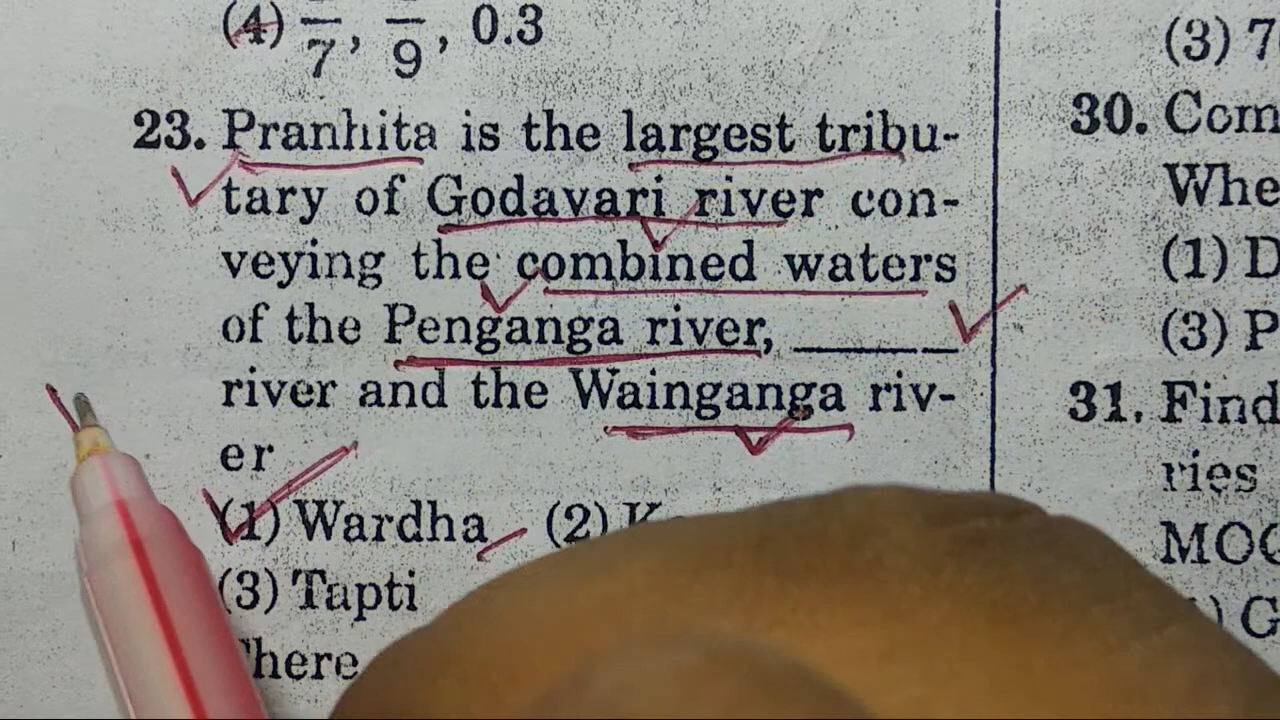 (4) 7, 9, 0.3
23. Pranhita is the largest tribu-
tary of Godavari river con-
veying the combined waters
of the Penganga river, ______
river and the Wainganga riv-
er
(1) Wardha (2)
(3) Tapti
(3) 7
30. Com
Whe
(1) D
(3) P
31. Find
ries
MOC
G